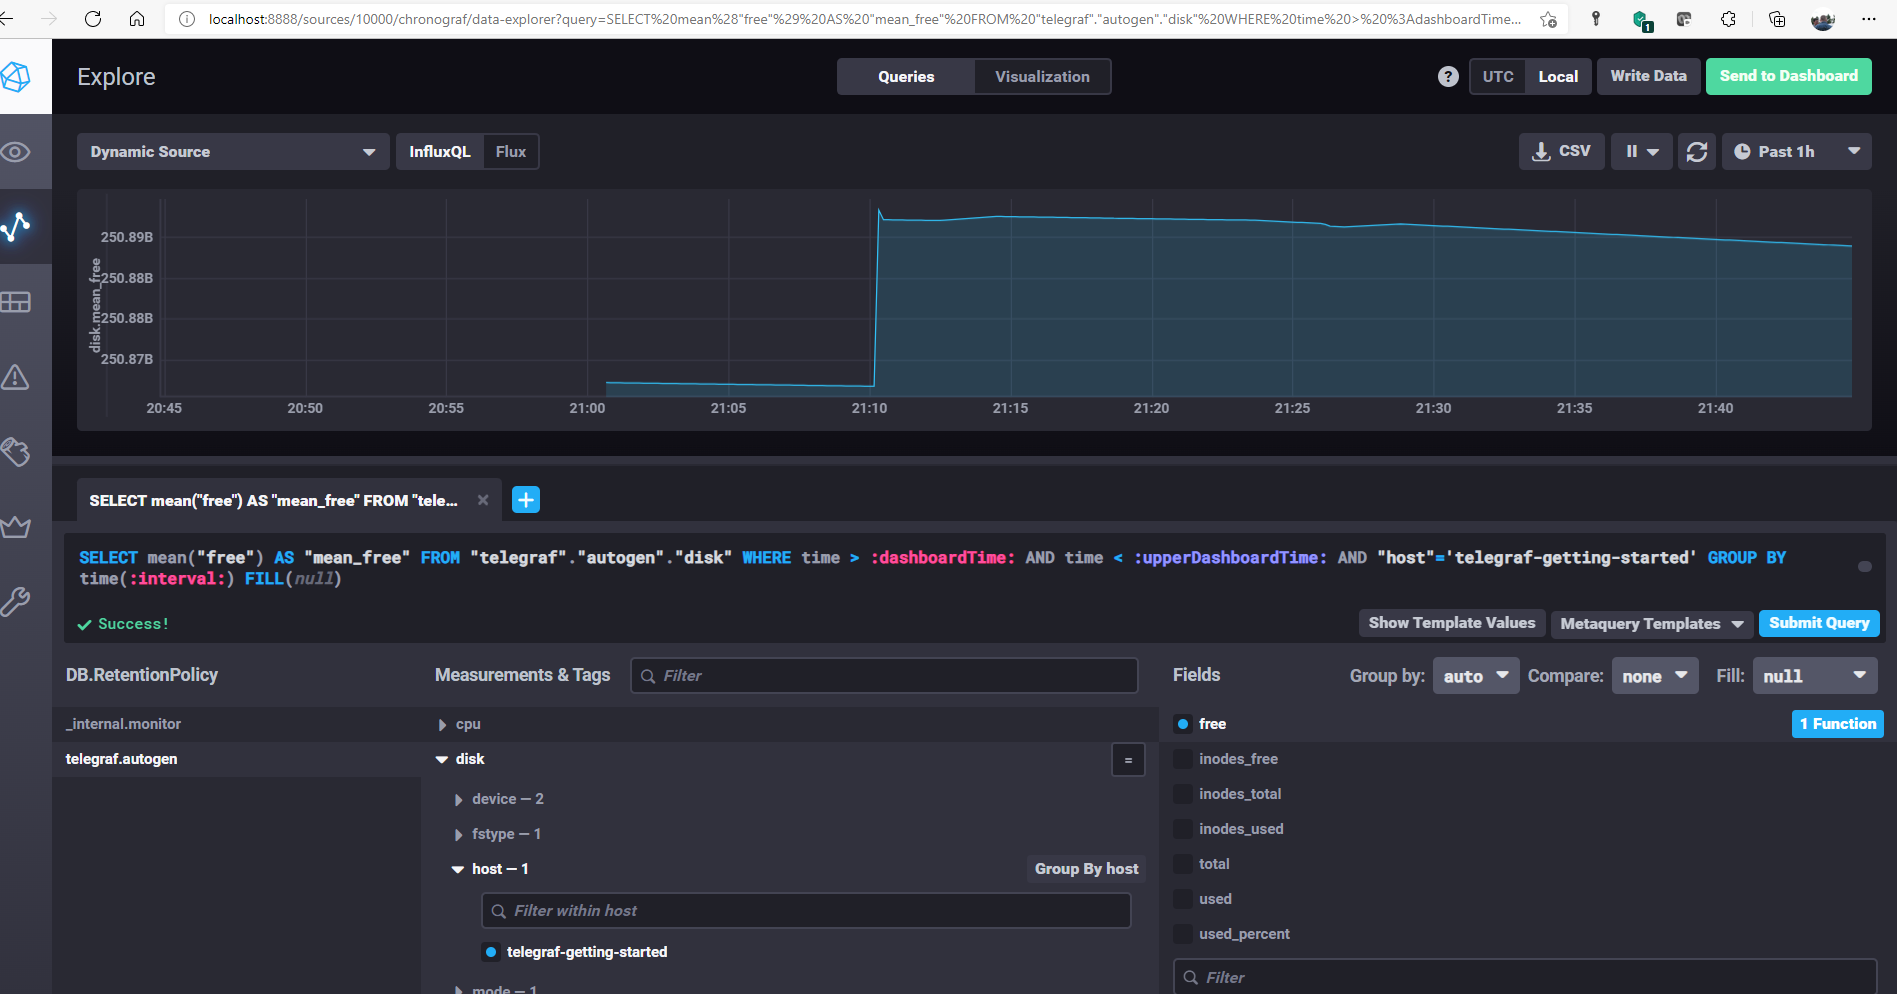 localhost:8888/sources/10000/chronograf/data-explorer?query=SELECT%20mean%28"free"%29%20AS%20"mean_free"%20FROM%20"telegraf"."autogen"."disk"%20WHERE%20time%20>%20%3AdashboardTime...
1
Explore
Queries
Visualization
?
UTC
Local
Write Data
Send to Dashboard
Dynamic Source
InfluxQL
Flux
CSV
Past 1h
disk.mean_free
250.89B
250.88B
250.88B
250.87B
20:45
20:50
20:55
21:00
21:05
21:10
21:15
21:20
21:25
21:30
21:35
21:40
SELECT mean("free") AS "mean_free" FROM "tele...
SELECT mean("free") AS "mean_free" FROM "telegraf"."autogen"."disk" WHERE time > :dashboardTime: AND time < :upperDashboardTime: AND "host"='telegraf-getting-started' GROUP BY
time(:interval:) FILL(null)
Success!
Show Template Values
Metaquery Templates
Submit Query
DB.RetentionPolicy
Measurements & Tags
Filter
Fields
Group by:
auto
Compare:
none
Fill:
null
_internal.monitor
telegraf.autogen
cpu
disk
=
device — 2
fstype — 1
host — 1
Group By host
Filter within host
telegraf-getting-started
mode — 1
free
1 Function
inodes_free
inodes_total
inodes_used
total
used
used_percent
Filter